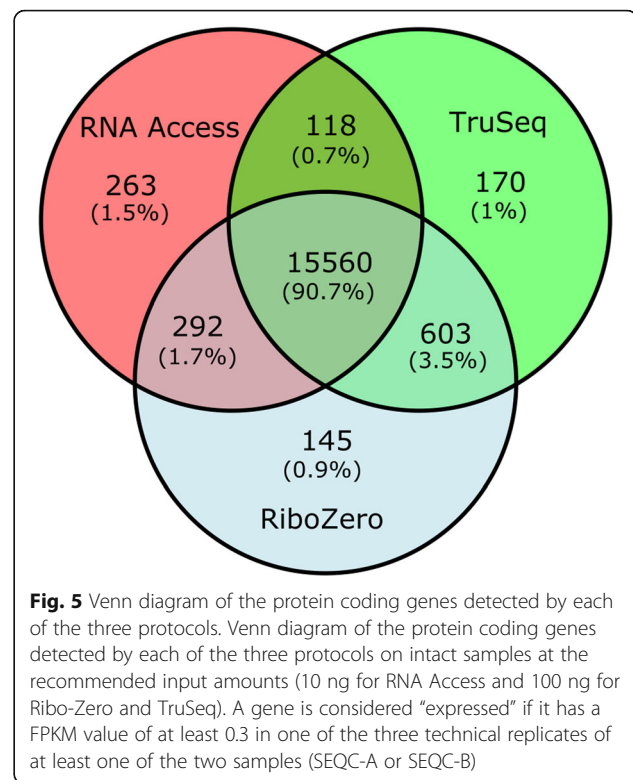 RNA Access
118
(0.7%)
TruSeq
263
(1.5%)
170
(1%)
15560
(90.7%)
292
(1.7%)
603
(3.5%)
145
(0.9%)
RiboZero
Fig. 5 Venn diagram of the protein coding genes detected by each
of the three protocols. Venn diagram of the protein coding genes
detected by each of the three protocols on intact samples at the
recommended input amounts (10 ng for RNA Access and 100 ng for
Ribo-Zero and TruSeq). A gene is considered “expressed” if it has a
FPKM value of at least 0.3 in one of the three technical replicates of
at least one of the two samples (SEQC-A or SEQC-B)